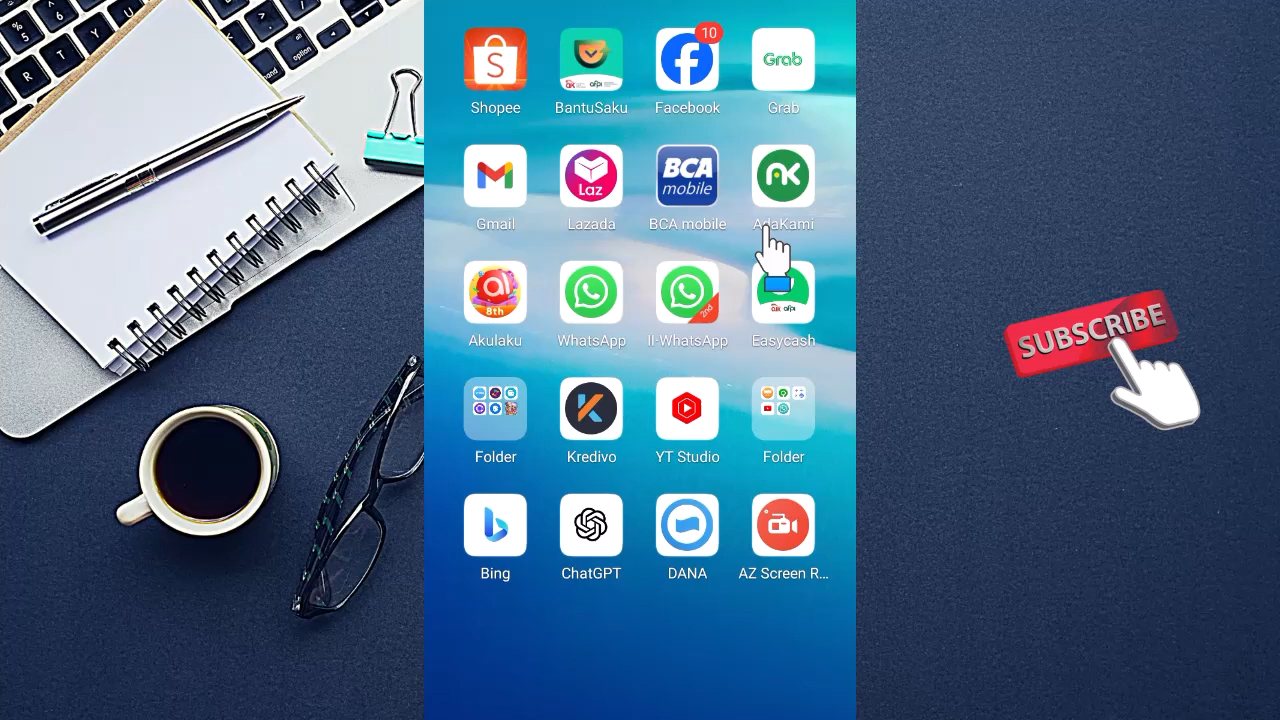 10
S
Grab
Shopee
BantuSaku
Facebook
Grab
Laz
BCA
mobile
Gmail
Lazada
BCA mobile
AdaKami
8th
2nd
Akulaku
WhatsApp
II-WhatsApp
Easycash
Folder
Kredivo
YT Studio
Folder
Bing
ChatGPT
DANA
AZ Screen R...
SUBSCRIBE
R
T
Y
U
option